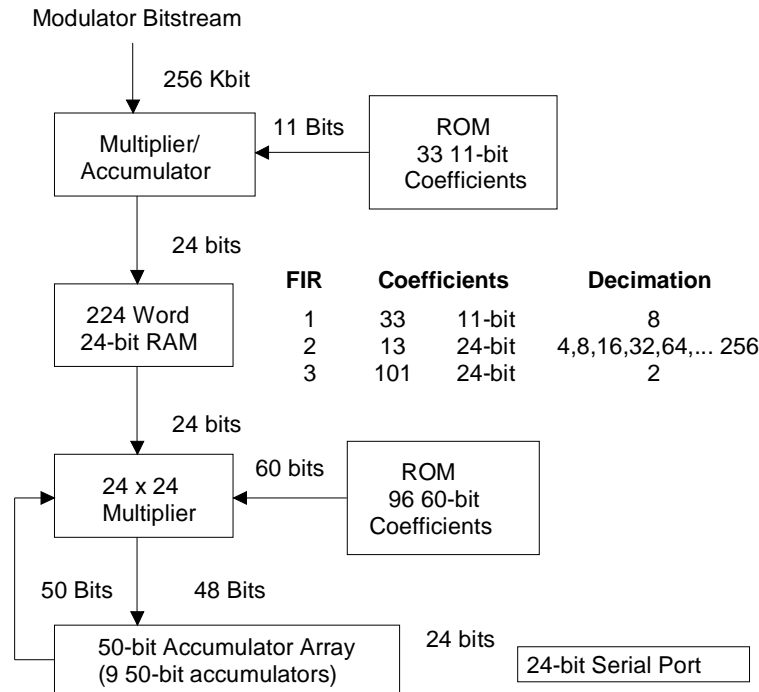 Modulator Bitstream
256 Kbit
Multiplier/
Accumulator
11 Bits
ROM
33 11-bit
Coefficients
24 bits
224 Word
24-bit RAM
FIR Coefficients Decimation
1 33 11-bit 8
2 13 24-bit 4,8,16,32,64,... 256
3 101 24-bit 2
24 bits
24 x 24
Multiplier
60 bits
ROM
96 60-bit
Coefficients
50 Bits
48 Bits
50-bit Accumulator Array
(9 50-bit accumulators)
24 bits
24-bit Serial Port